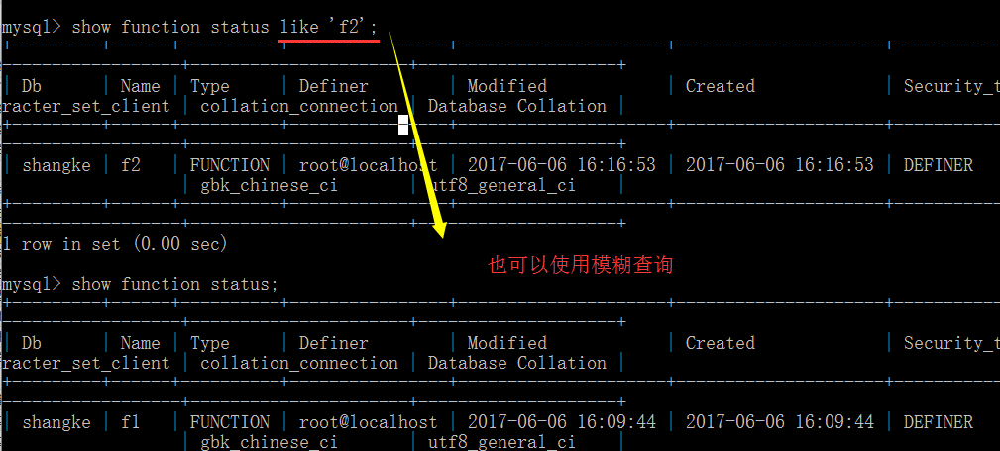 mysql> show function status like 'f2';
+---------+------+----------+----------------+---------------------+---------------------+-----------
------------------+----------------------+--------------------+
| Db | Name | Type | Definer | Modified | Created | Security_t
racter_set_client | collation_connection | Database Collation |
+---------+------+----------+----------------+---------------------+---------------------+-----------
------------------+----------------------+--------------------+
| shangke | f2 | FUNCTION | root@localhost | 2017-06-06 16:16:53 | 2017-06-06 16:16:53 | DEFINER
| gbk_chinese_ci | utf8_general_ci |
+---------+------+----------+----------------+---------------------+---------------------+-----------
------------------+----------------------+--------------------+
1 row in set (0.00 sec)
也可以使用模糊查询
mysql> show function status;
+---------+------+----------+----------------+---------------------+---------------------+-----------
------------------+----------------------+--------------------+
| Db | Name | Type | Definer | Modified | Created | Security_t
racter_set_client | collation_connection | Database Collation |
+---------+------+----------+----------------+---------------------+---------------------+-----------
------------------+----------------------+--------------------+
| shangke | f1 | FUNCTION | root@localhost | 2017-06-06 16:09:44 | 2017-06-06 16:09:44 | DEFINER
| gbk_chinese_ci | utf8_general_ci |